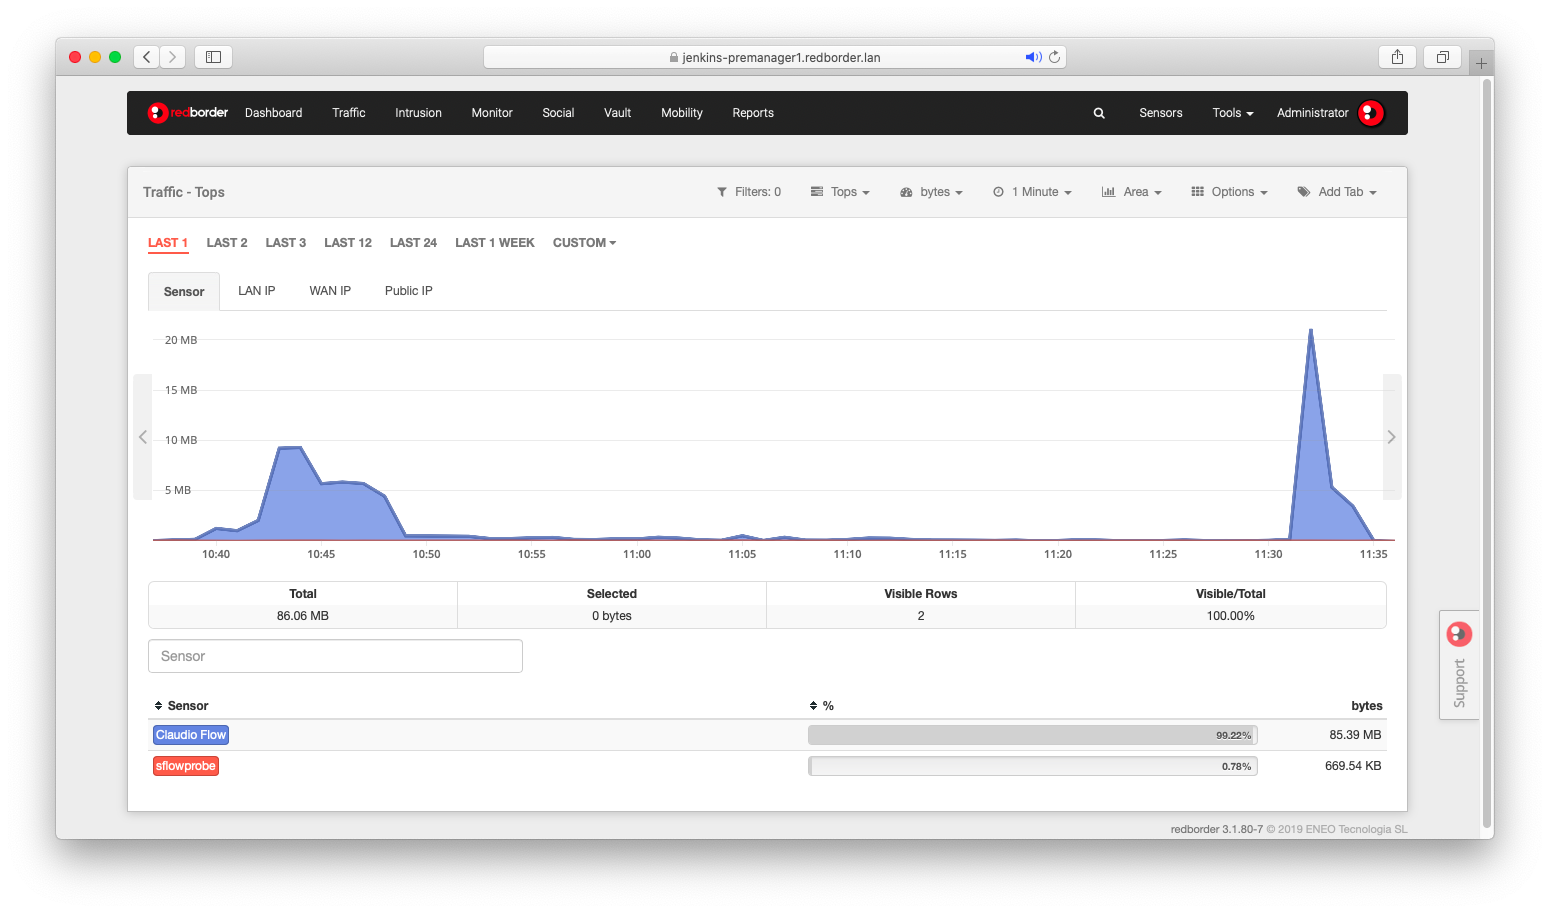 jenkins-premanager1.redborder.lan
redborder Dashboard Traffic Intrusion Monitor Social Vault Mobility Reports Sensors Tools Administrator
Traffic - Tops Filters: 0 Tops bytes 1 Minute Area Options Add Tab
LAST 1 LAST 2 LAST 3 LAST 12 LAST 24 LAST 1 WEEK CUSTOM
Sensor LAN IP WAN IP Public IP
20 MB
15 MB
10 MB
5 MB
10:40 10:45 10:50 10:55 11:00 11:05 11:10 11:15 11:20 11:25 11:30 11:35
Total Selected Visible Rows Visible/Total
86.06 MB 0 bytes 2 100.00%
Sensor
Sensor % bytes
Claudio Flow 99.22% 85.39 MB
sflowprobe 0.78% 669.54 KB
Support
redborder 3.1.80-7 © 2019 ENEO Tecnologia SL